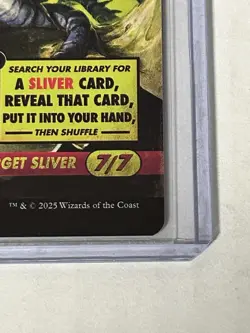 SEARCH YOUR LIBRARY FOR
A SLIVER CARD,
REVEAL THAT CARD,
PUT IT INTO YOUR HAND,
THEN SHUFFLE
RGET SLIVER 7/7
™ & © 2025 Wizards of the Coast